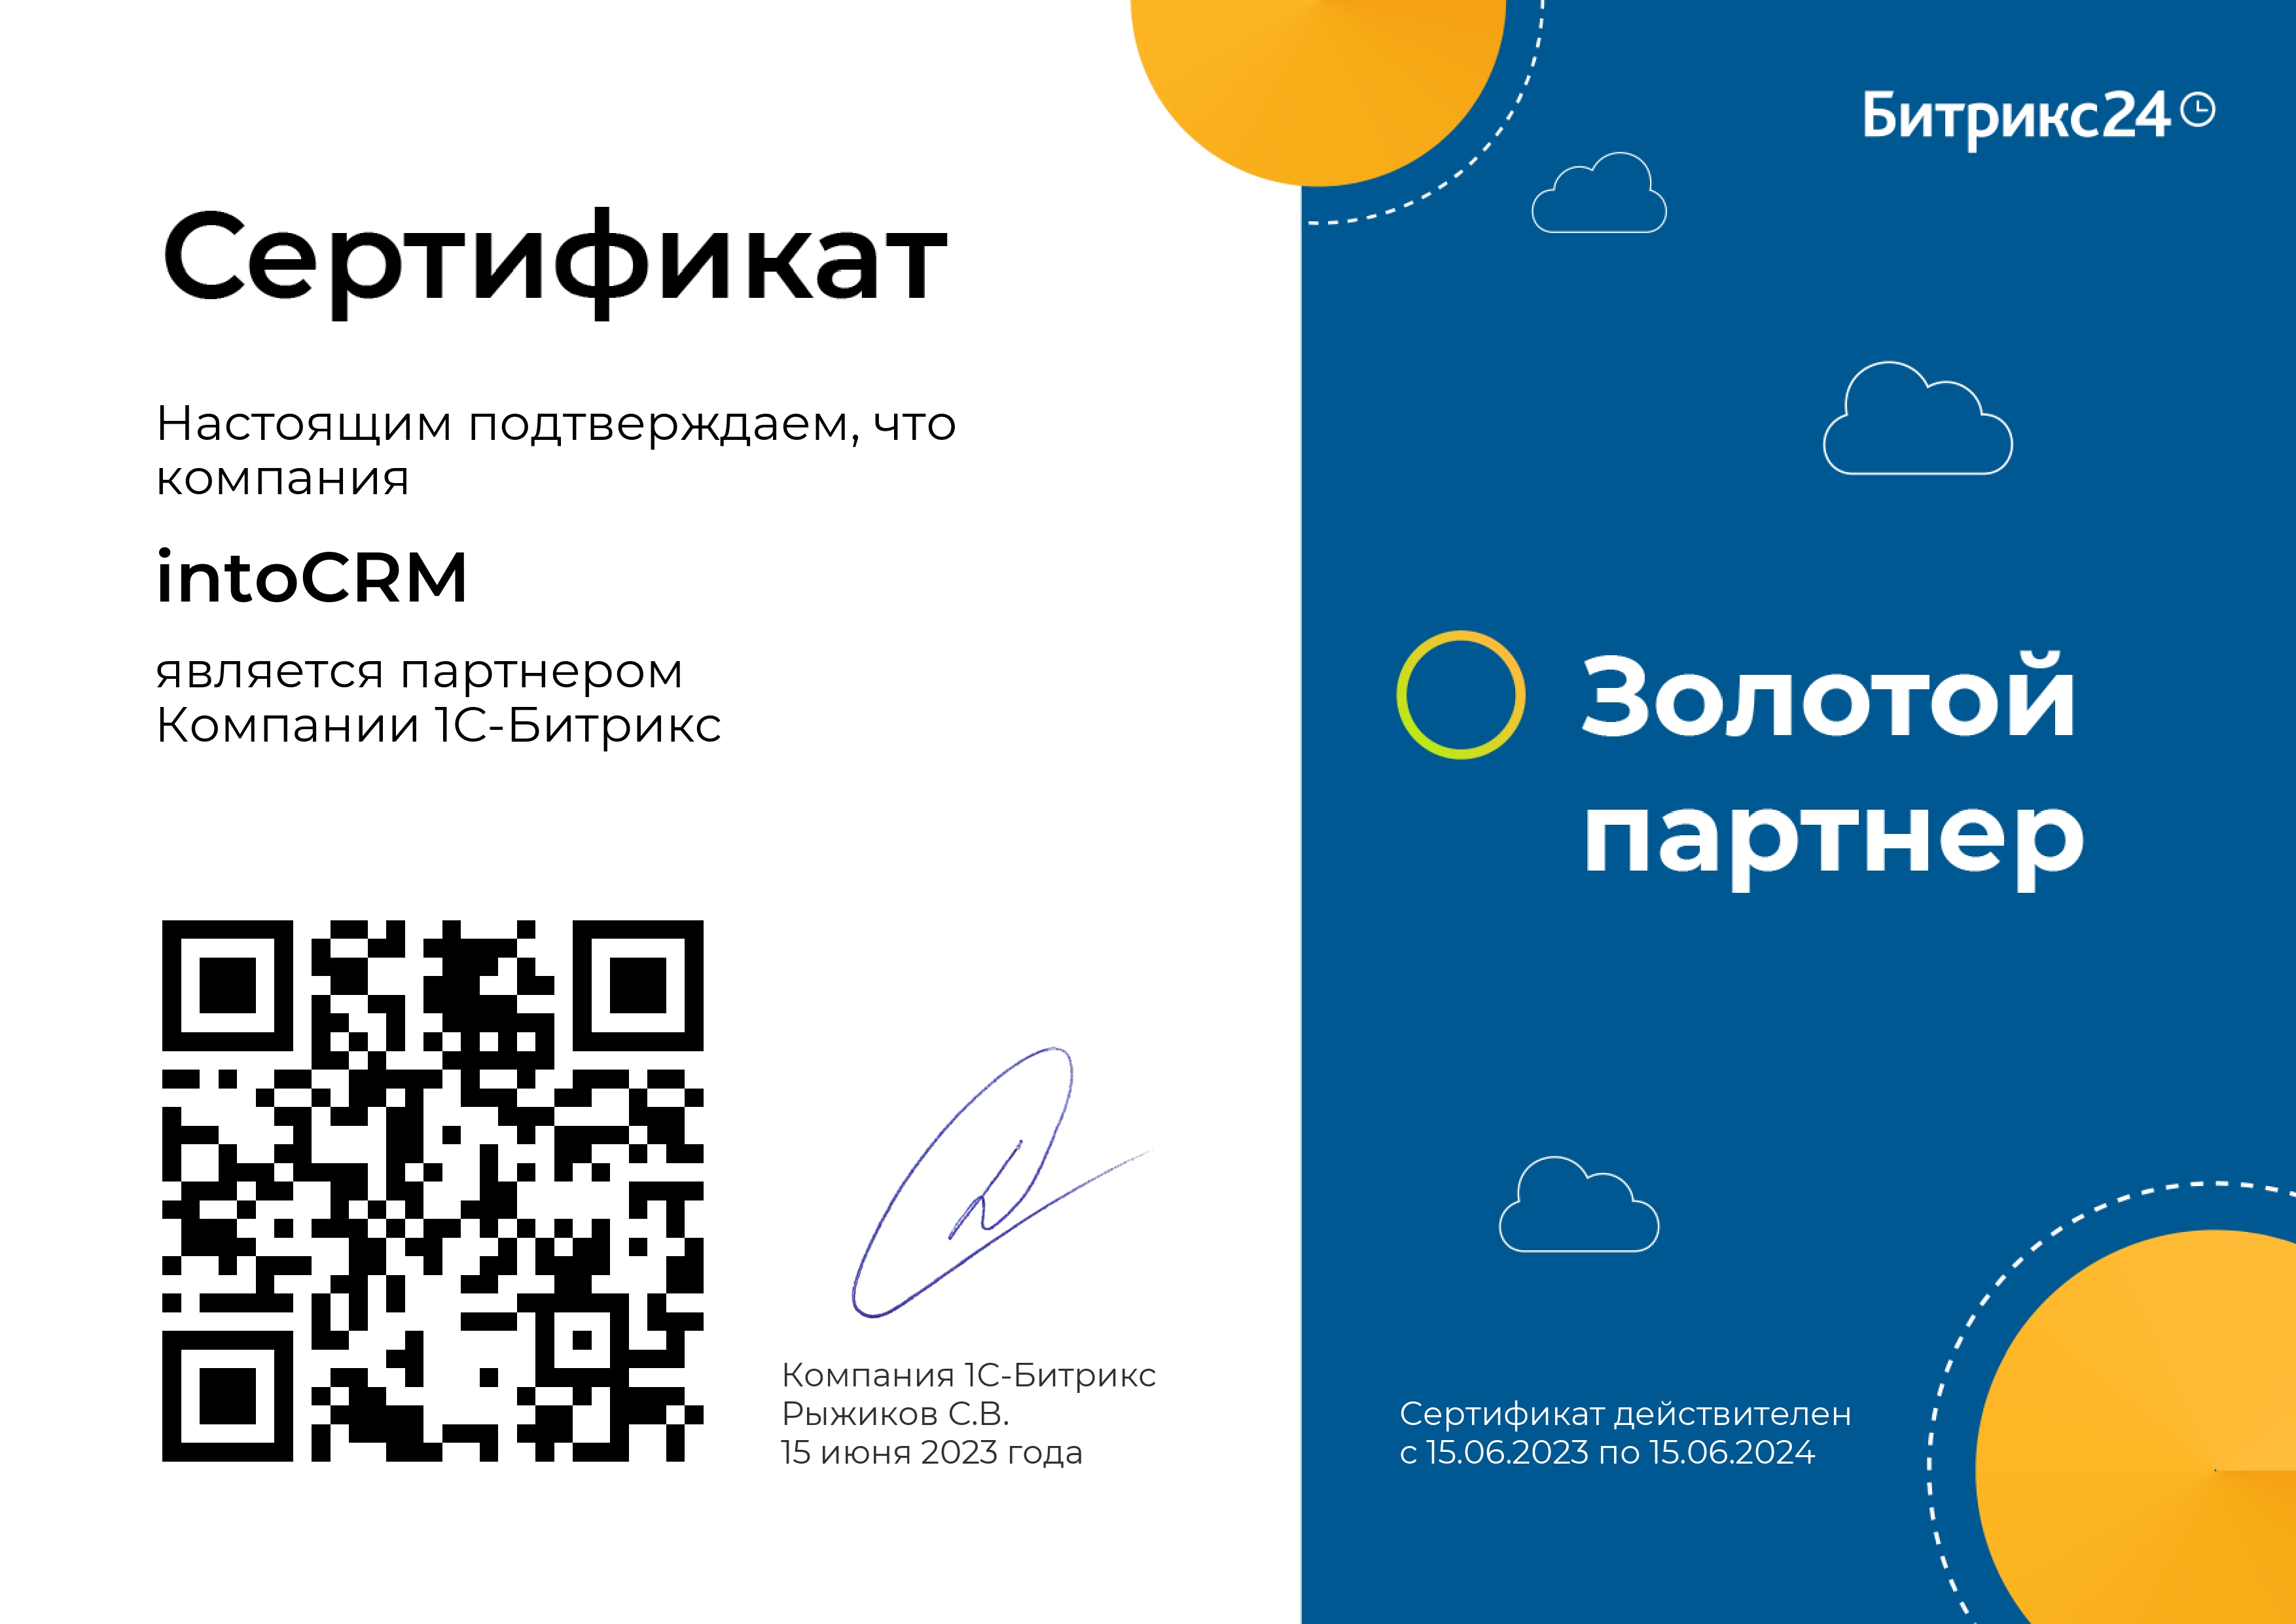 Битрикс24
Сертификат
Настоящим подтверждаем, что
компания
intoCRM
является партнером
Компании 1С-Битрикс
Золотой
партнер
Компания 1С-Битрикс
Рыжиков С.В.
15 июня 2023 года
Сертификат действителен
с 15.06.2023 по 15.06.2024